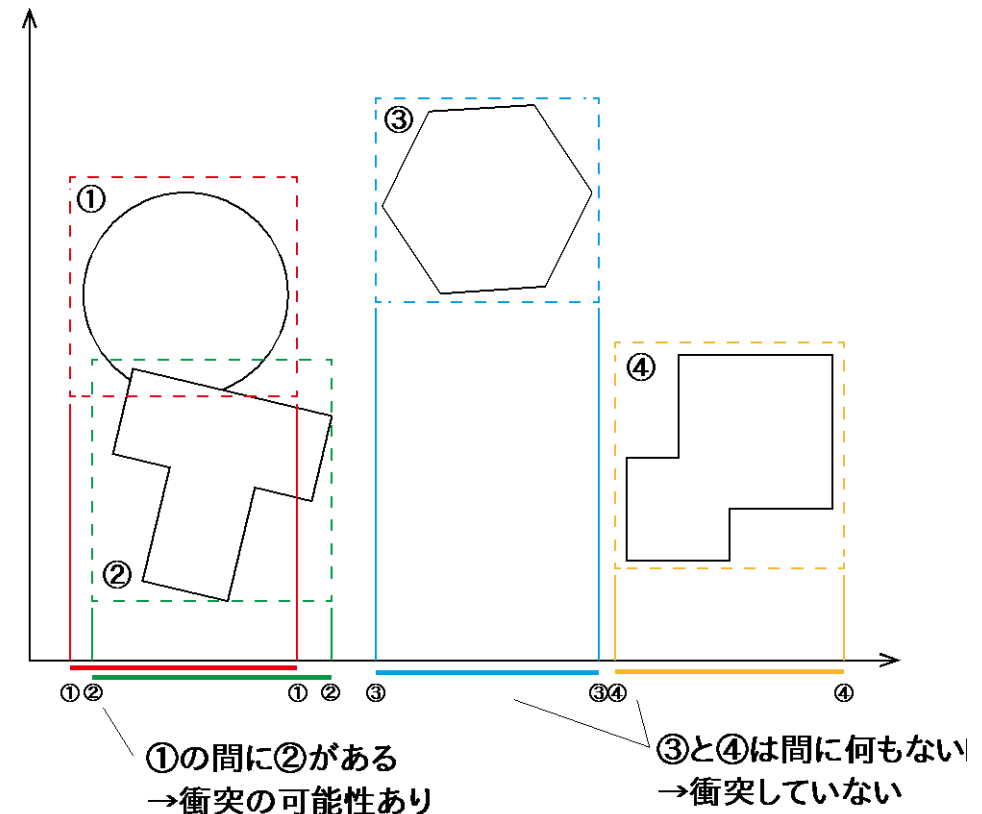 ①
③
②
④
①② ① ② ③ ③④ ④
①の間に②がある
→衝突の可能性あり
③と④は間に何もない
→衝突していない